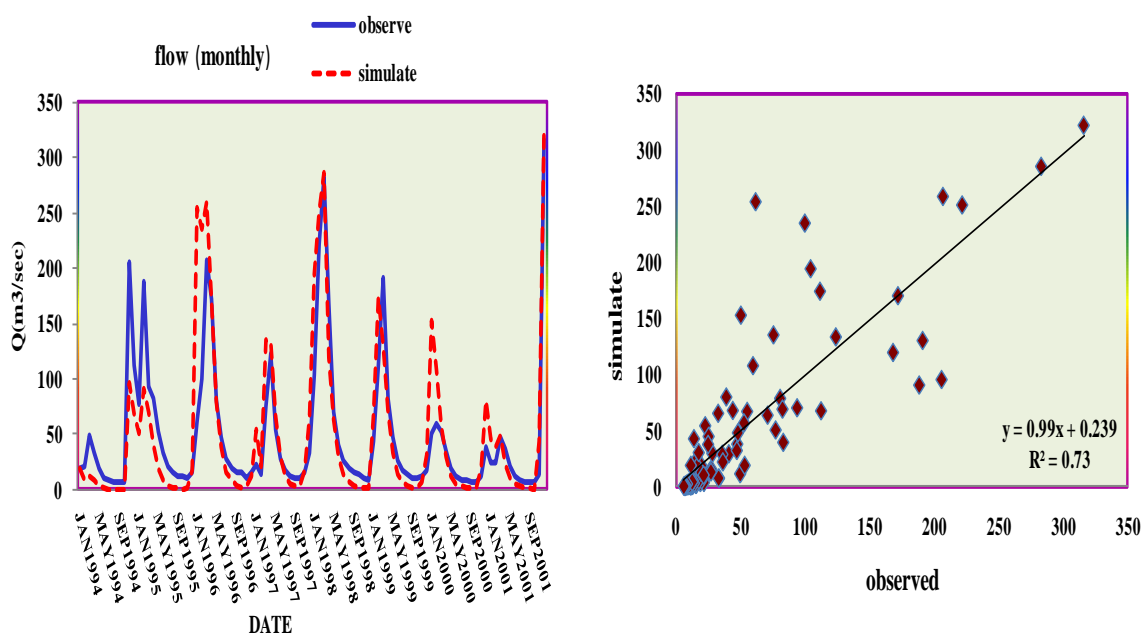 flow (monthly)
observe
simulate
Q(m3/sec)
350
300
250
200
150
100
50
0
JAN1994
MAY1994
SEP1994
JAN1995
MAY1995
SEP1995
JAN1996
MAY1996
SEP1996
JAN1997
MAY1997
SEP1997
JAN1998
MAY1998
SEP1998
JAN1999
MAY1999
SEP1999
JAN2000
MAY2000
SEP2000
JAN2001
MAY2001
SEP2001
DATE
simulate
350
300
250
200
150
100
50
0
y = 0.99x + 0.239
R² = 0.73
0 50 100 150 200 250 300 350
observed